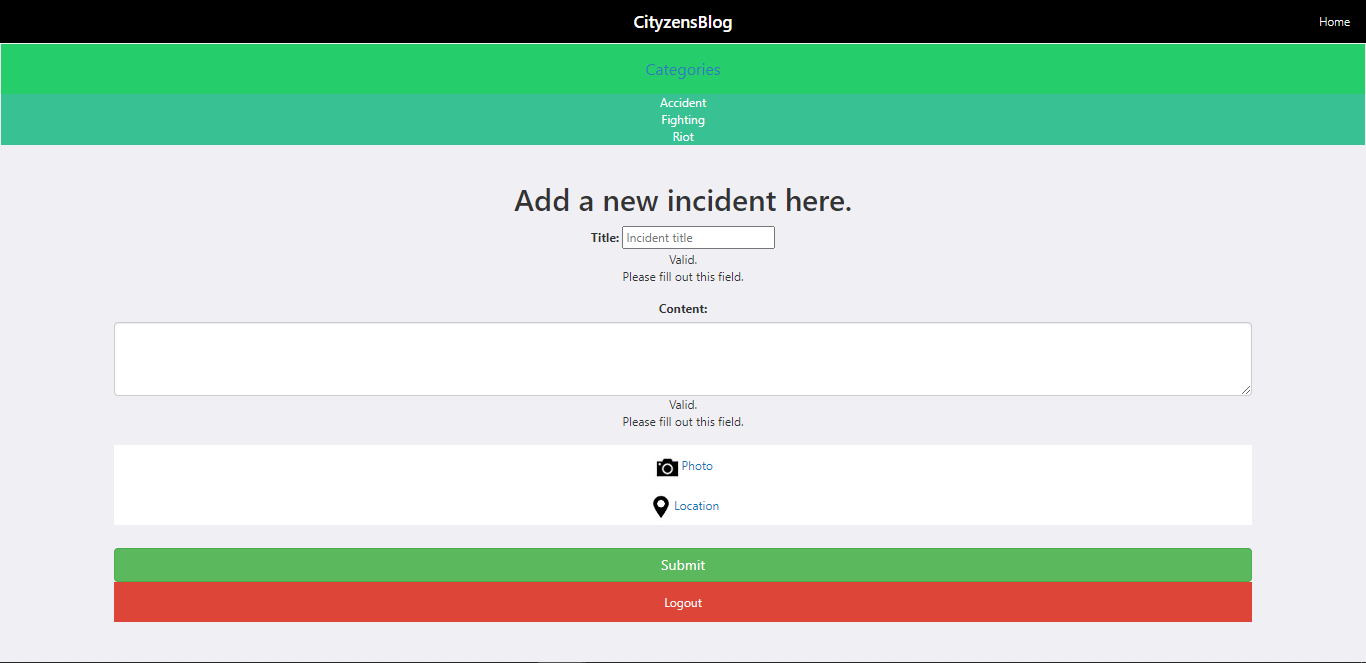 CityzensBlog Home
Categories
Accident
Fighting
Riot
Add a new incident here.
Title: Incident title
Valid.
Please fill out this field.
Content:
Valid.
Please fill out this field.
Photo
Location
Submit
Logout